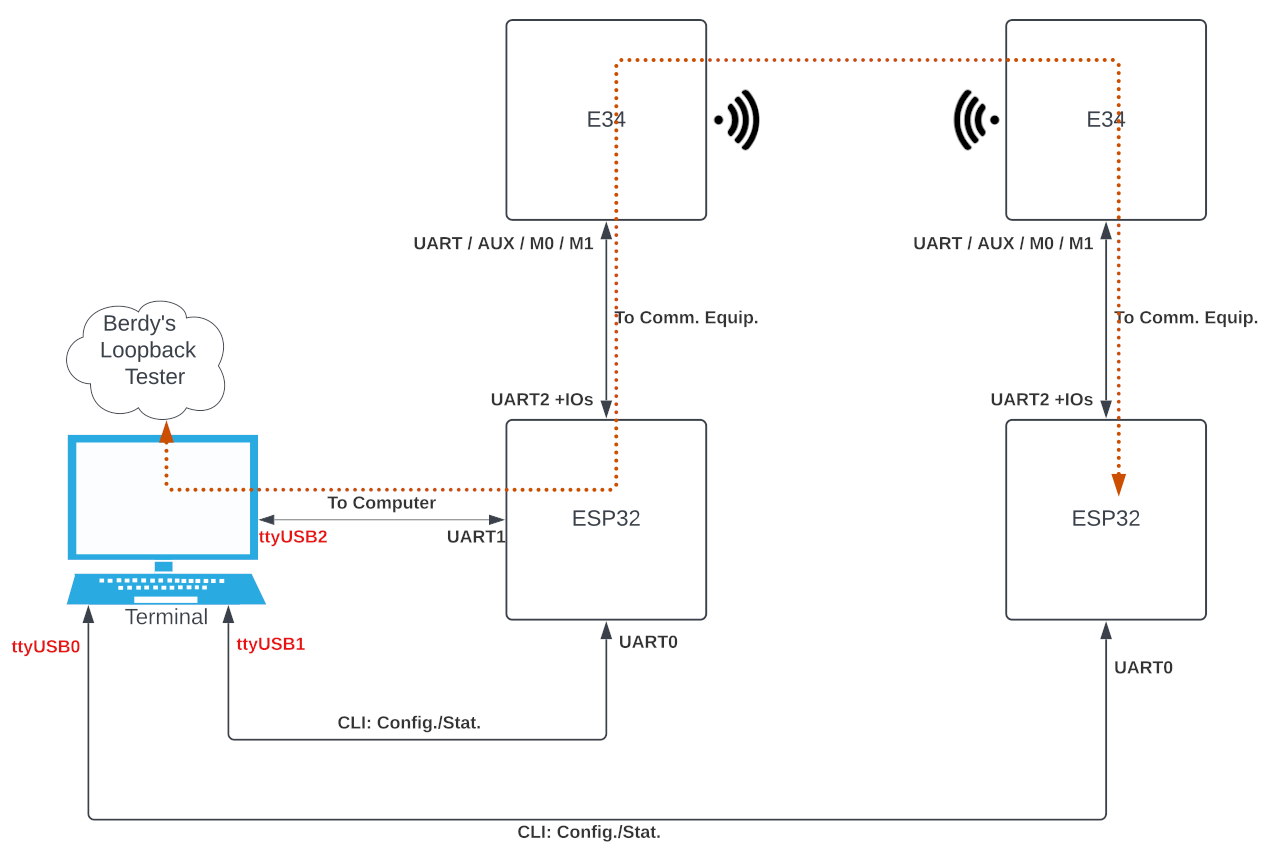 E34
E34
UART / AUX / M0 / M1
UART / AUX / M0 / M1
To Comm. Equip.
To Comm. Equip.
Berdy's
Loopback
Tester
UART2 +IOs
UART2 +IOs
To Computer
ESP32
ESP32
ttyUSB2
UART1
Terminal
ttyUSB0
ttyUSB1
UART0
UART0
CLI: Config./Stat.
CLI: Config./Stat.